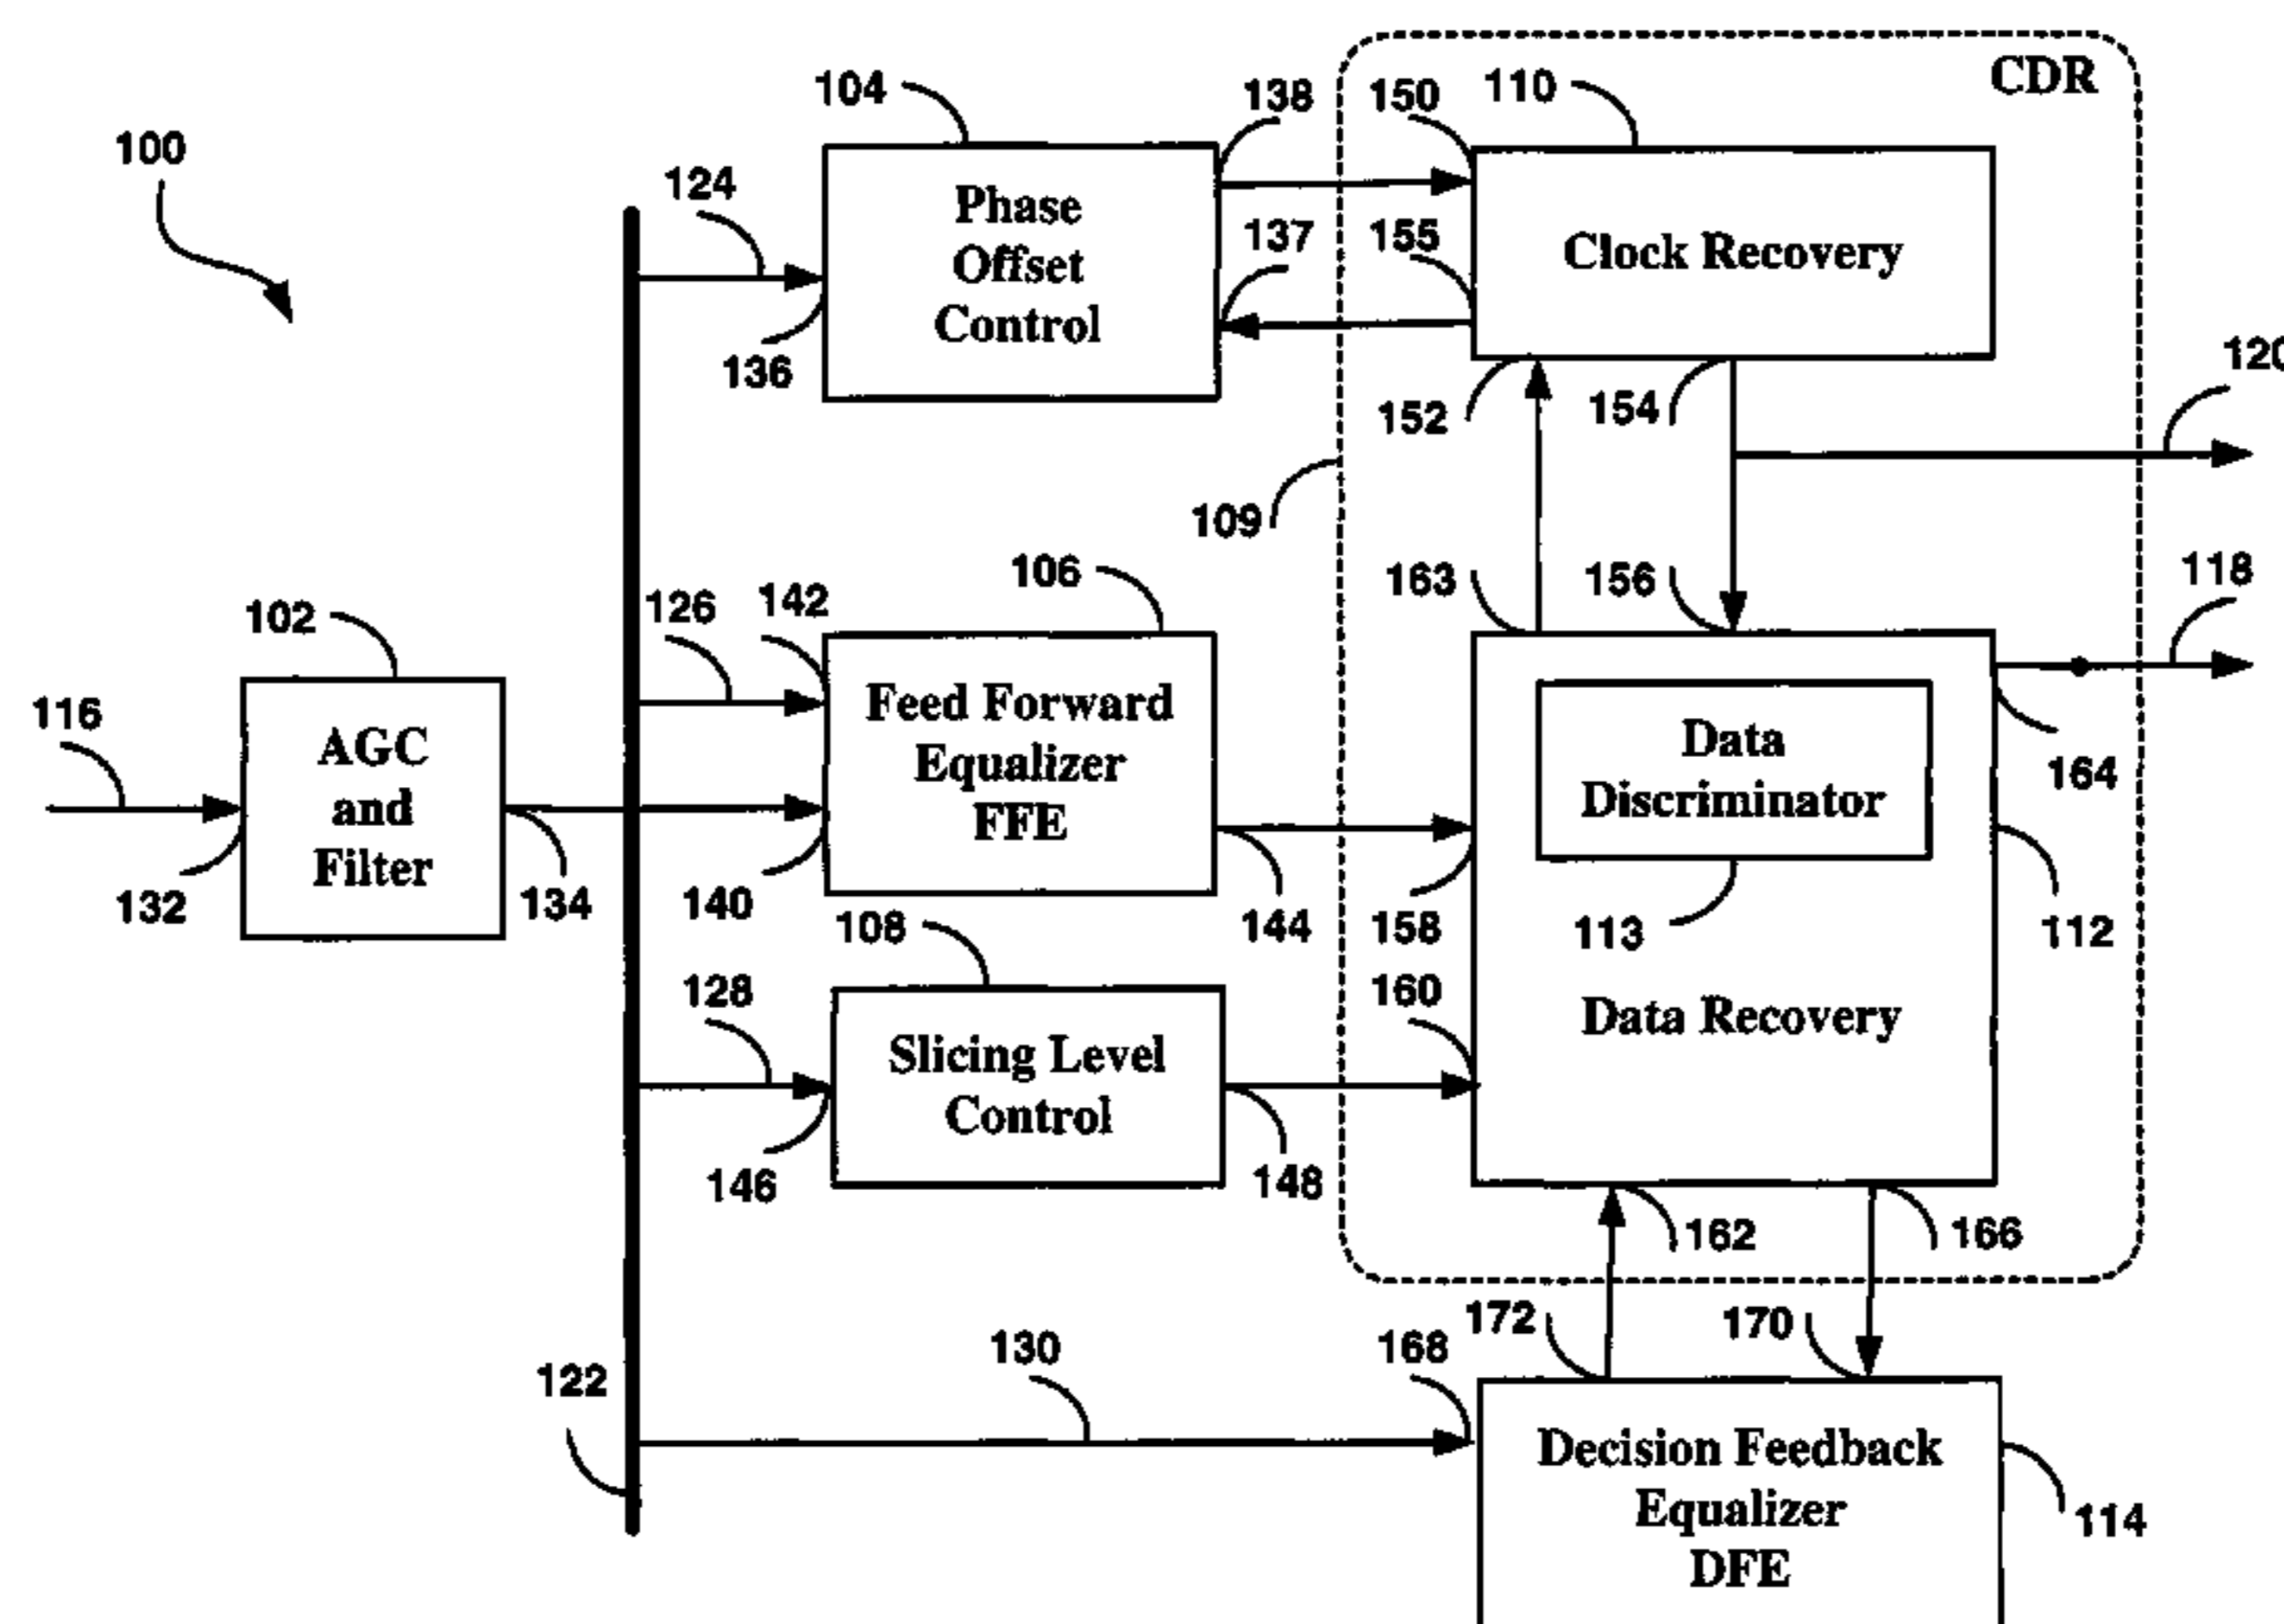 CDR
104
138
150
110
100
124
Phase
Offset
Control
137
155
Clock Recovery
136
152
154
120
109
106
163
156
118
126
142
102
116
AGC
and
Filter
Feed Forward
Equalizer
FFE
Data
Discriminator
164
132
134
140
144
158
113
112
108
128
160
Slicing Level
Control
Data Recovery
146
148
162
166
172
170
130
168
122
Decision Feedback
Equalizer
DFE
114